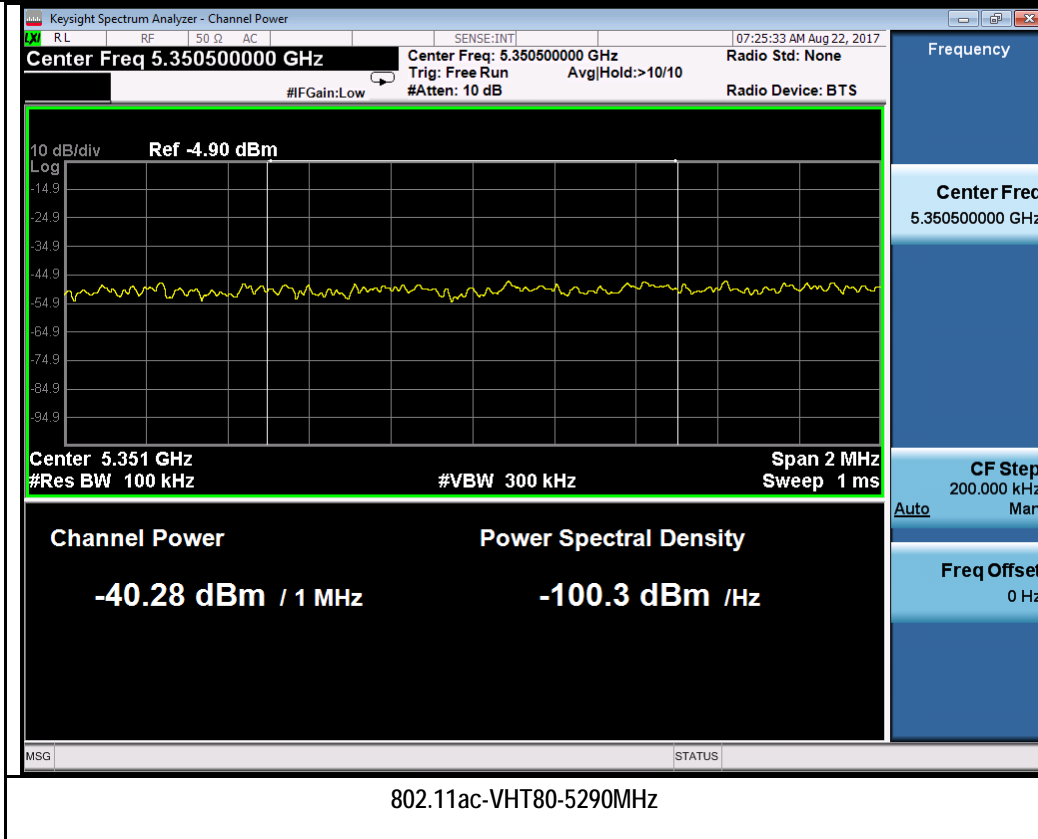 Keysight Spectrum Analyzer - Channel Power
LXI RL RF 50 Ω AC SENSE:INT 07:25:33 AM Aug 22, 2017
Center Freq 5.350500000 GHz
Center Freq: 5.350500000 GHz
Radio Std: None
Trig: Free Run Avg|Hold:>10/10
#IFGain:Low
#Atten: 10 dB
Radio Device: BTS
10 dB/div Ref -4.90 dBm
Log
-14.9
-24.9
-34.9
-44.9
-54.9
-64.9
-74.9
-84.9
-94.9
Center 5.351 GHz Span 2 MHz
#Res BW 100 kHz #VBW 300 kHz Sweep 1 ms
Channel Power Power Spectral Density
-40.28 dBm / 1 MHz -100.3 dBm /Hz
Frequency
Center Freq
5.350500000 GHz
CF Step
200.000 kHz
Auto Man
Freq Offset
0 Hz
MSG STATUS
802.11ac-VHT80-5290MHz